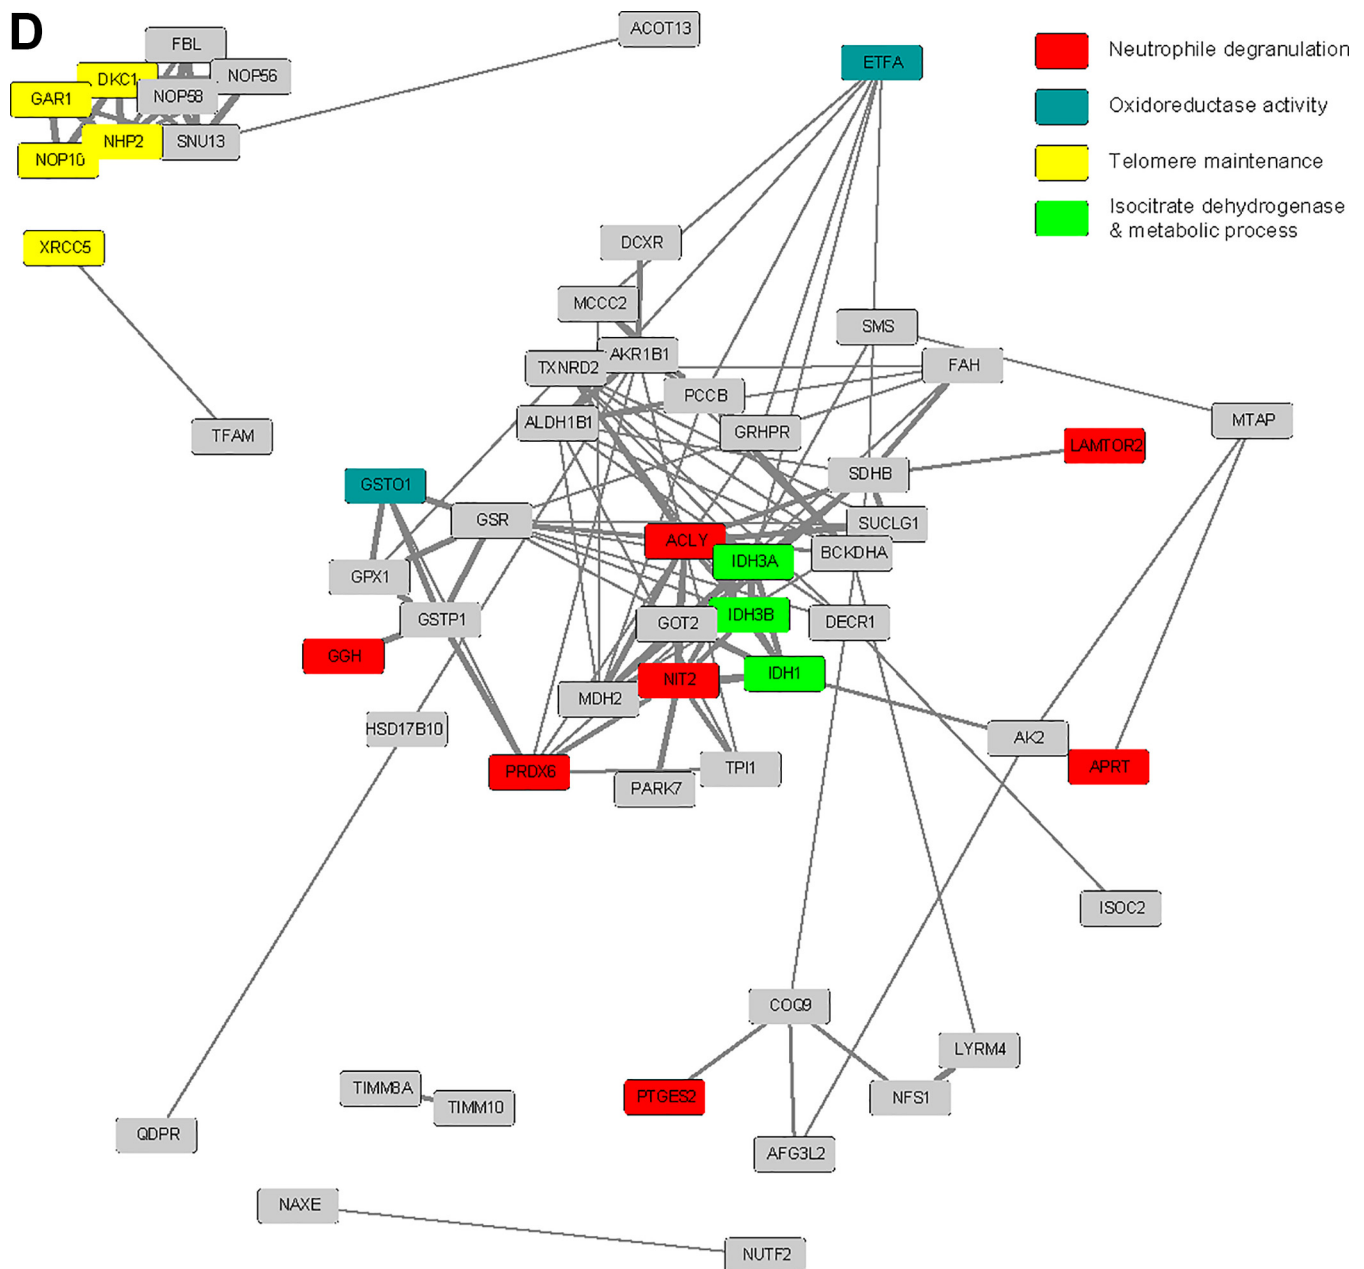 D
FBL
ACOT13
DKC1
NOP56
ETFA
GAR1
NOP58
NHP2
SNU13
NOP10
Neutrophile degranulation
Oxidoreductase activity
Telomere maintenance
Isocitrate dehydrogenase
& metabolic process
XRCC5
DCXR
MCCC2
SMS
AKR1B1
TXNRD2
FAH
PCCB
ALDH1B1
GRHPR
MTAP
TFAM
LAMTOR2
SDHB
GSTO1
GSR
SUCLG1
ACLY
BCKDHA
IDH3A
GPX1
GSTP1
GOT2
IDH3B
DECR1
GGH
NIT2
IDH1
MDH2
HSD17B10
AK2
PRDX6
TPI1
APRT
PARK7
ISOC2
COQ9
LYRM4
TIMM8A
TIMM10
PTGES2
NFS1
QDPR
AFG3L2
NAXE
NUTF2